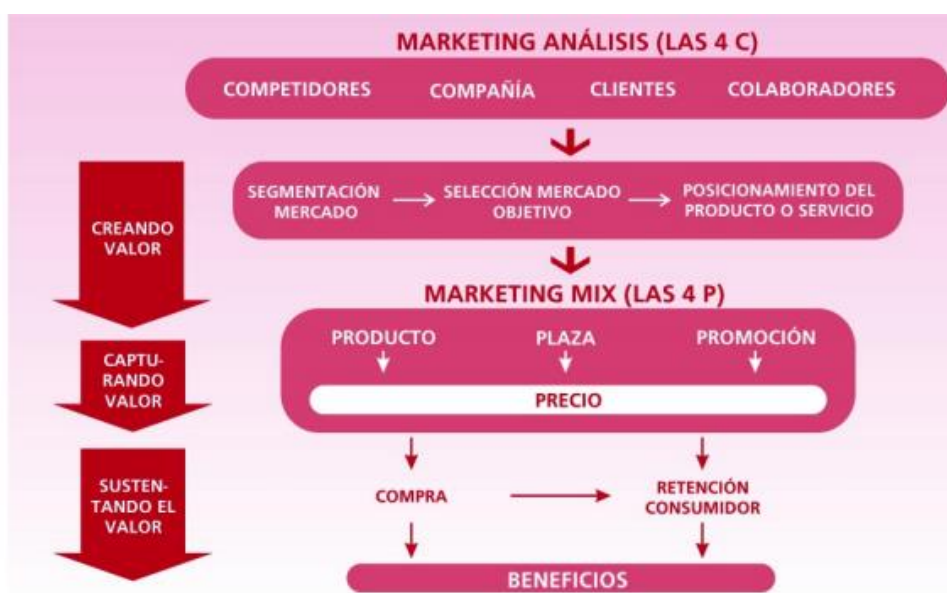 MARKETING ANÁLISIS (LAS 4 C)
COMPETIDORES COMPAÑÍA CLIENTES COLABORADORES
CREANDO
VALOR
SEGMENTACIÓN
MERCADO
SELECCIÓN MERCADO
OBJETIVO
POSICIONAMIENTO DEL
PRODUCTO O SERVICIO
MARKETING MIX (LAS 4 P)
CAPTU-
RANDO
VALOR
PRODUCTO PLAZA PROMOCIÓN
PRECIO
SUSTEN-
TANDO EL
VALOR
COMPRA
RETENCIÓN
CONSUMIDOR
BENEFICIOS